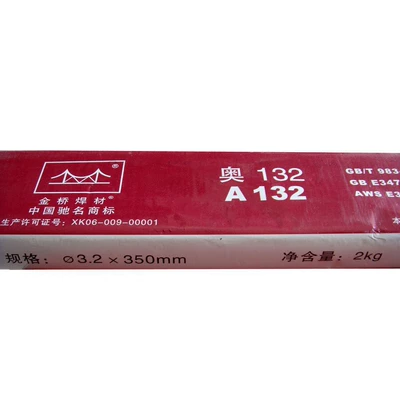 ®
金桥焊材
中国驰名商标
生产许可证号：XK06-009-00001
奥 132
A 132
GB/T 983-
GB E347
AWS E3
本
规格：∅3.2 × 350mm
净含量：2kg